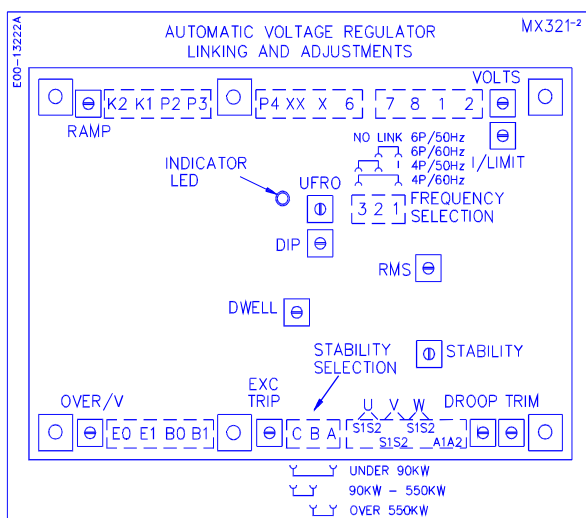 E00-13222A
AUTOMATIC VOLTAGE REGULATOR
LINKING AND ADJUSTMENTS
MX321-2
VOLTS
K2 K1 P2 P3
P4 XX X 6
7 8 1 2
RAMP
NO LINK 6P/50Hz
6P/60Hz
4P/50Hz
4P/60Hz
I/LIMIT
INDICATOR
LED
UFRO
3 2 1
FREQUENCY
SELECTION
DIP
RMS
DWELL
STABILITY
SELECTION
STABILITY
OVER/V
EXC
TRIP
U V W
DROOP TRIM
E0 E1 B0 B1
C B A
S1S2 S1S2
S1S2 A1A2
UNDER 90KW
90KW - 550KW
OVER 550KW